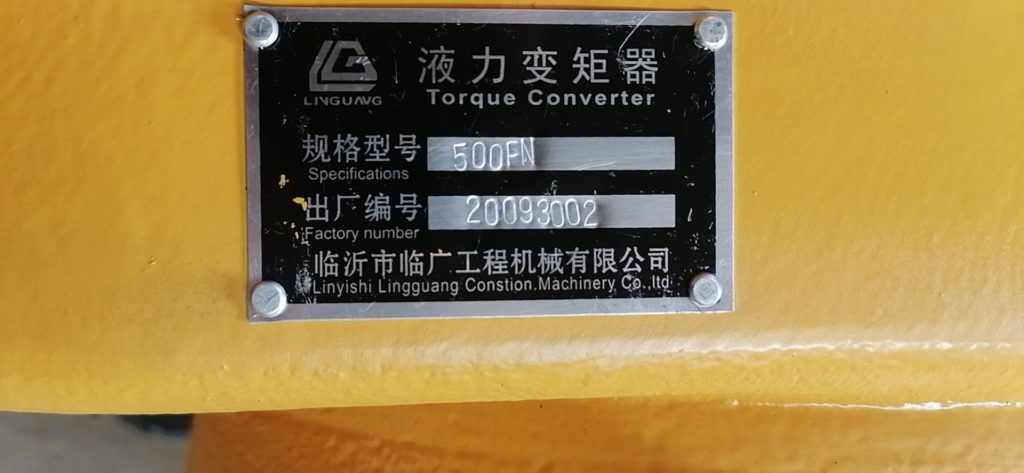 液力变矩器
LINGUANG
Torque Converter
规格型号 500FN
Specifications
出厂编号 20093002
Factory number
临沂市临广工程机械有限公司
Linyishi Lingguang Constion.Machinery Co.,ltd